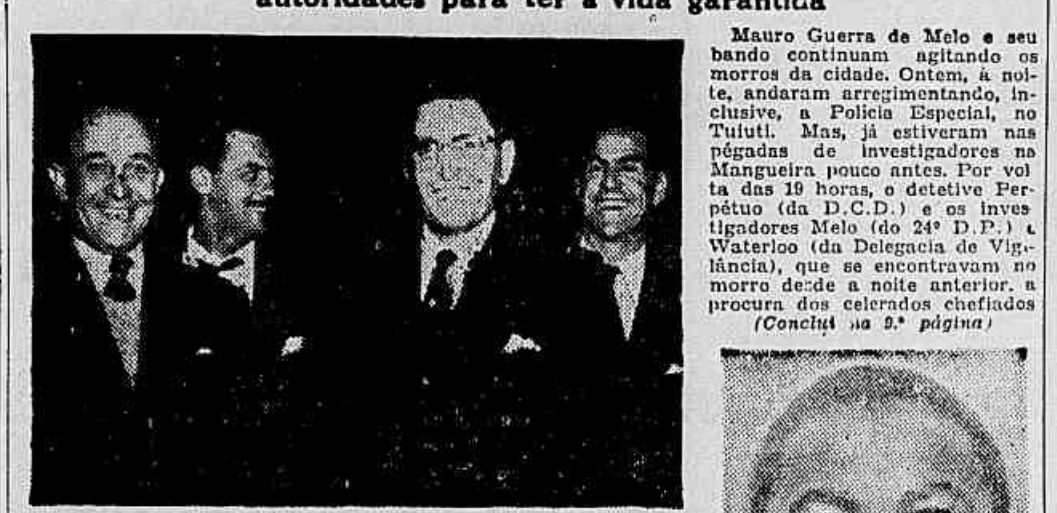 autoridades para ter a vida garantida
Mauro Guerra de Melo e seu
bando continuam agitando os
morros da cidade. Ontem, à noi-
te, andaram arregimentando, in-
clusive, a Policia Especial, no
Tuiuti. Mas, já estiveram nas
pégadas de investigadores na
Mangueira pouco antes. Por vol
ta das 19 horas, o detetive Per-
pétuo (da D.C.D.) e os inves
tigadores Melo (do 24º D.P.) e
Waterloo (da Delegacia de Vigi-
lância), que se encontravam no
morro desde a noite anterior, a
procura dos celerados chefiados
(Conclui na 9.ª página)